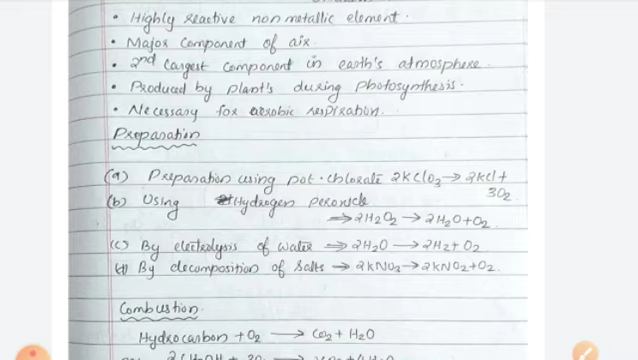 • Highly reactive non metallic element.
• Major Component of air.
• 2nd Largest component in earth's atmosphere.
• Produced by plant's during photosynthesis.
• Necessary for aerobic respiration.
Preparation
(a) Preparation using pot. chlorate 2KClO3 → 2KCl +
3O2
(b) Using Hydrogen peroxide
⇒ 2H2O2 → 2H2O + O2
(c) By electrolysis of water ⇒ 2H2O → 2H2 + O2
By decomposition of salts → 2KNO3 → 2KNO2 + O2.
Combustion
Hydrocarbon + O2 → CO2 + H2O